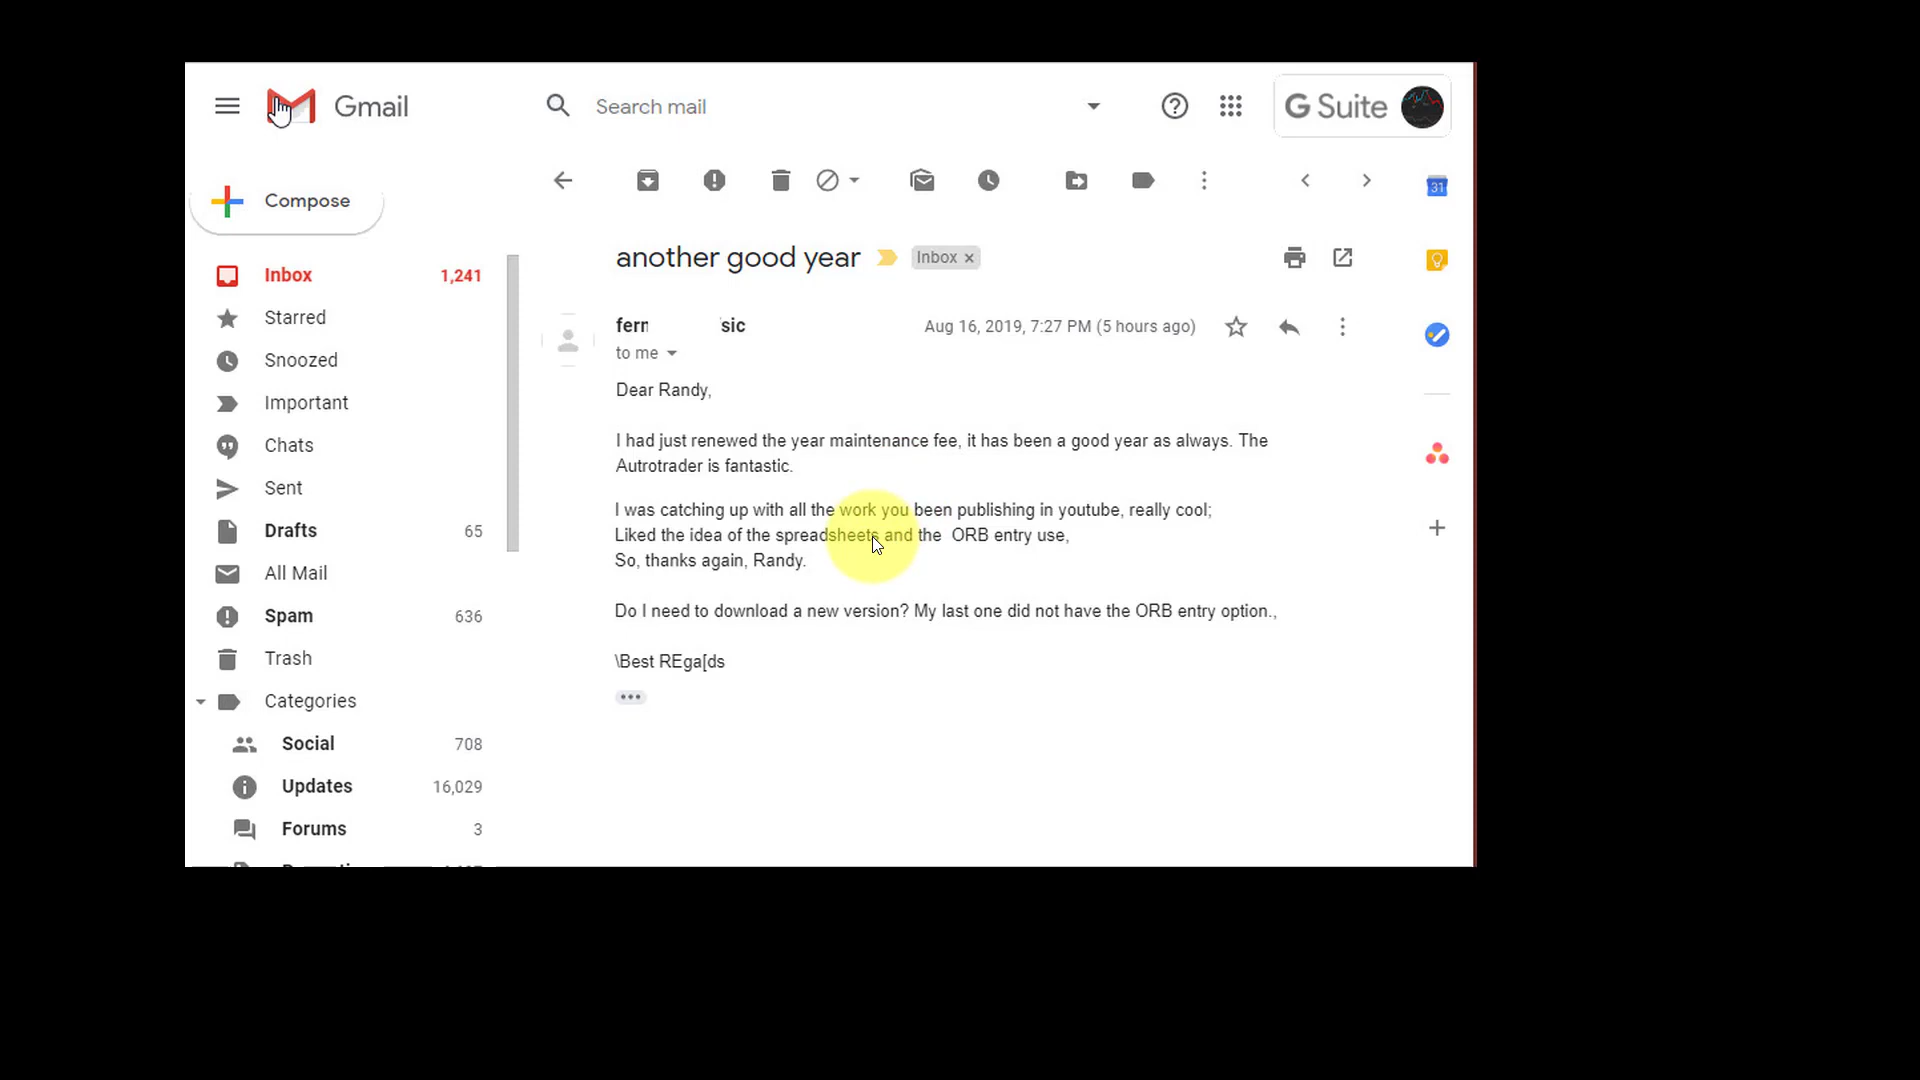 Gmail
Search mail
G Suite
Compose
31
another good year
Inbox ×
Inbox 1,241
Starred
Snoozed
Important
Chats
Sent
Drafts 65
All Mail
Spam 636
Trash
Categories
Social 708
Updates 16,029
Forums 3
fern sic
Aug 16, 2019, 7:27 PM (5 hours ago)
to me
Dear Randy,
I had just renewed the year maintenance fee, it has been a good year as always. The
Autrotrader is fantastic.
I was catching up with all the work you been publishing in youtube, really cool;
Liked the idea of the spreadsheets and the ORB entry use,
So, thanks again, Randy.
Do I need to download a new version? My last one did not have the ORB entry option.,
\Best REga[ds